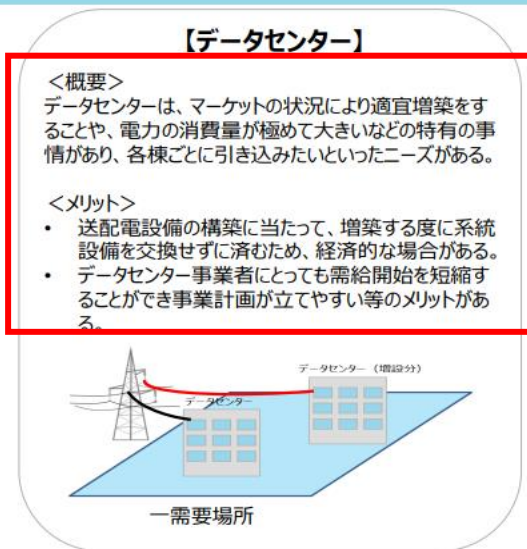 【データセンター】
＜概要＞
データセンターは、マーケットの状況により適宜増築をす
ることや、電力の消費量が極めて大きいなどの特有の事
情があり、各棟ごとに引き込みたいといったニーズがある。
＜メリット＞
• 送配電設備の構築に当たって、増築する度に系統
設備を交換せずに済むため、経済的な場合がある。
• データセンター事業者にとっても需給開始を短縮す
ることができ事業計画が立てやすい等のメリットがあ
る。
データセンター（増設分）
データセンター
一需要場所